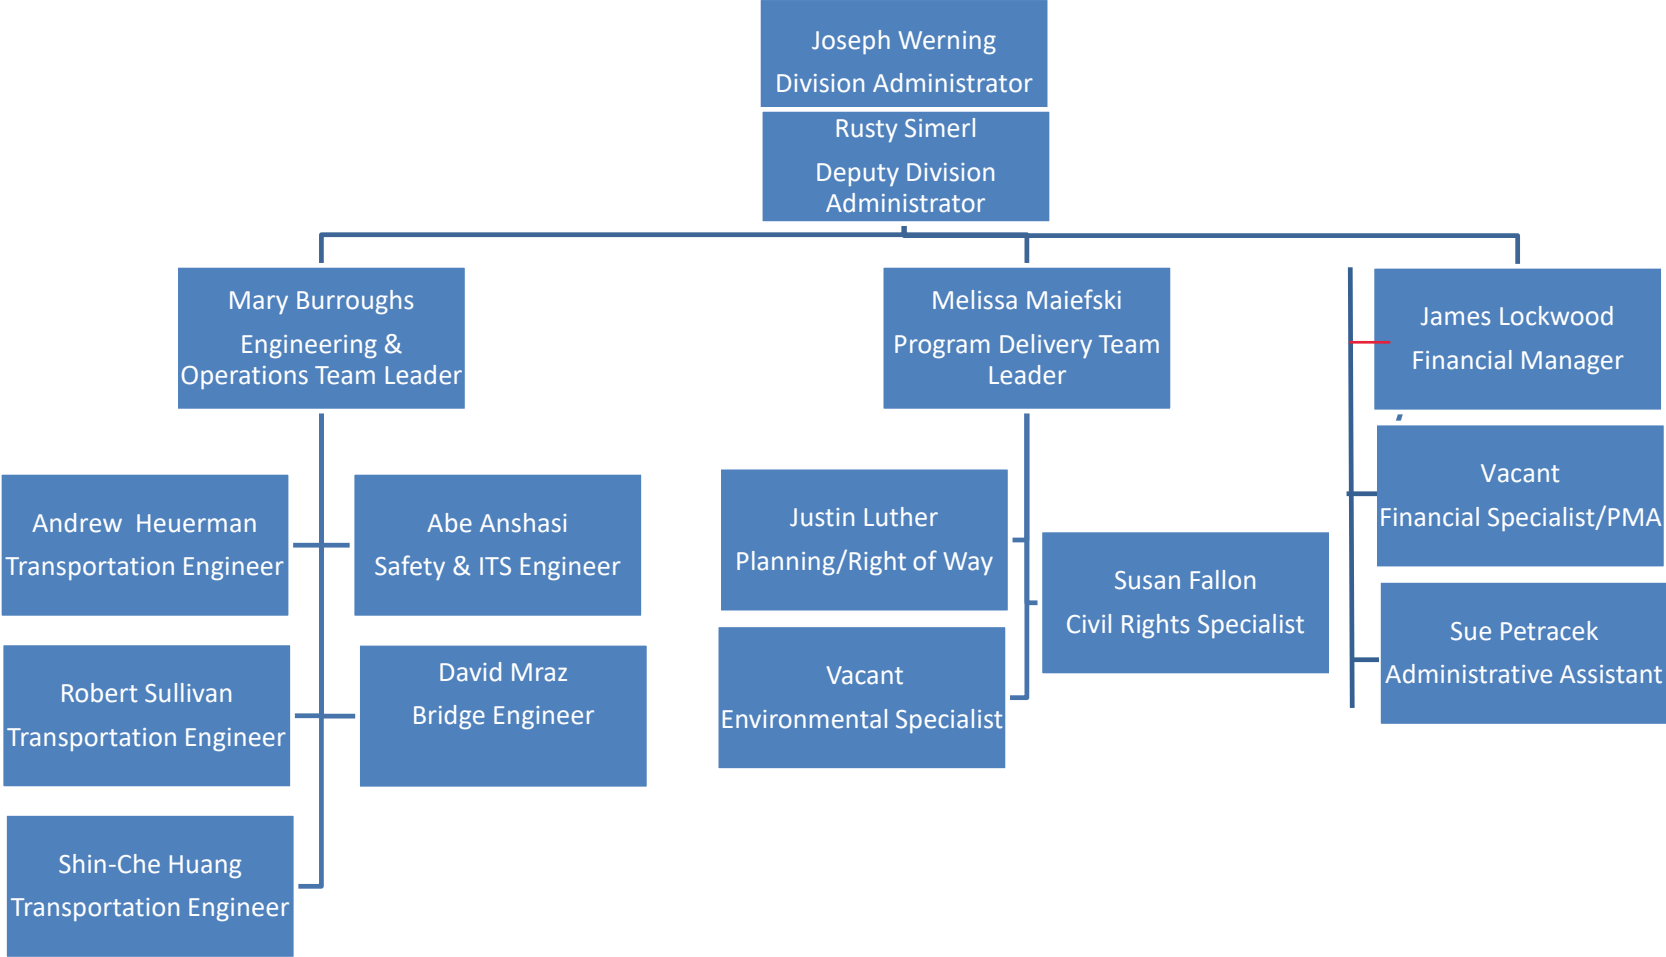 Joseph Werning
Division Administrator
Rusty Simerl
Deputy Division
Administrator
Mary Burroughs
Engineering &
Operations Team Leader
Melissa Maiefski
Program Delivery Team
Leader
James Lockwood
Financial Manager
Andrew  Heuerman
Transportation Engineer
Abe Anshasi
Safety & ITS Engineer
Justin Luther
Planning/Right of Way
Susan Fallon
Civil Rights Specialist
Vacant
Financial Specialist/PMA
Robert Sullivan
Transportation Engineer
David Mraz
Bridge Engineer
Vacant
Environmental Specialist
Sue Petracek
Administrative Assistant
Shin-Che Huang
Transportation Engineer